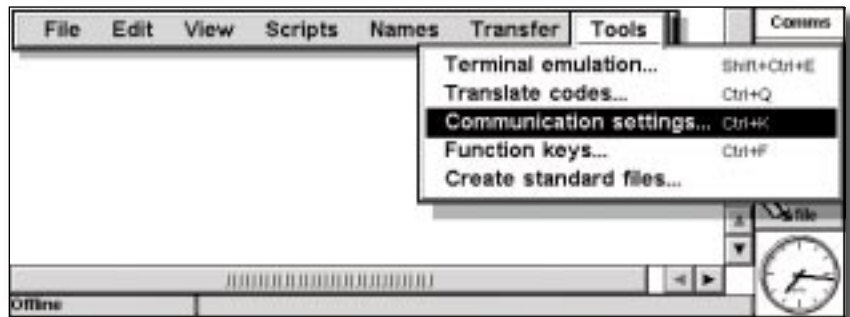 File Edit View Scripts Names Transfer Tools
Comms
Terminal emulation... Shift+Ctrl+E
Translate codes... Ctrl+Q
Communication settings... Ctrl+K
Function keys... Ctrl+F
Create standard files...
file
Offline